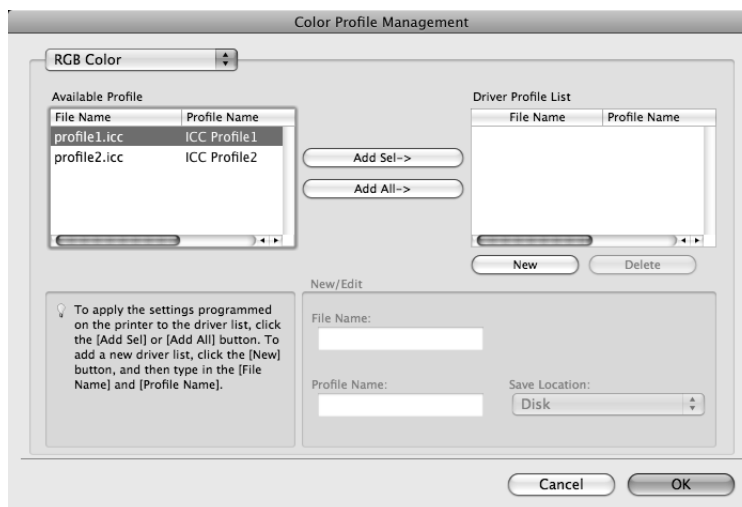 Color Profile Management
RGB Color
Available Profile
File Name Profile Name
profile1.icc ICC Profile1
profile2.icc ICC Profile2
Add Sel->
Add All->
Driver Profile List
File Name Profile Name
New Delete
To apply the settings programmed
on the printer to the driver list, click
the [Add Sel] or [Add All] button. To
add a new driver list, click the [New]
button, and then type in the [File
Name] and [Profile Name].
New/Edit
File Name:
Profile Name:
Save Location:
Disk
Cancel OK